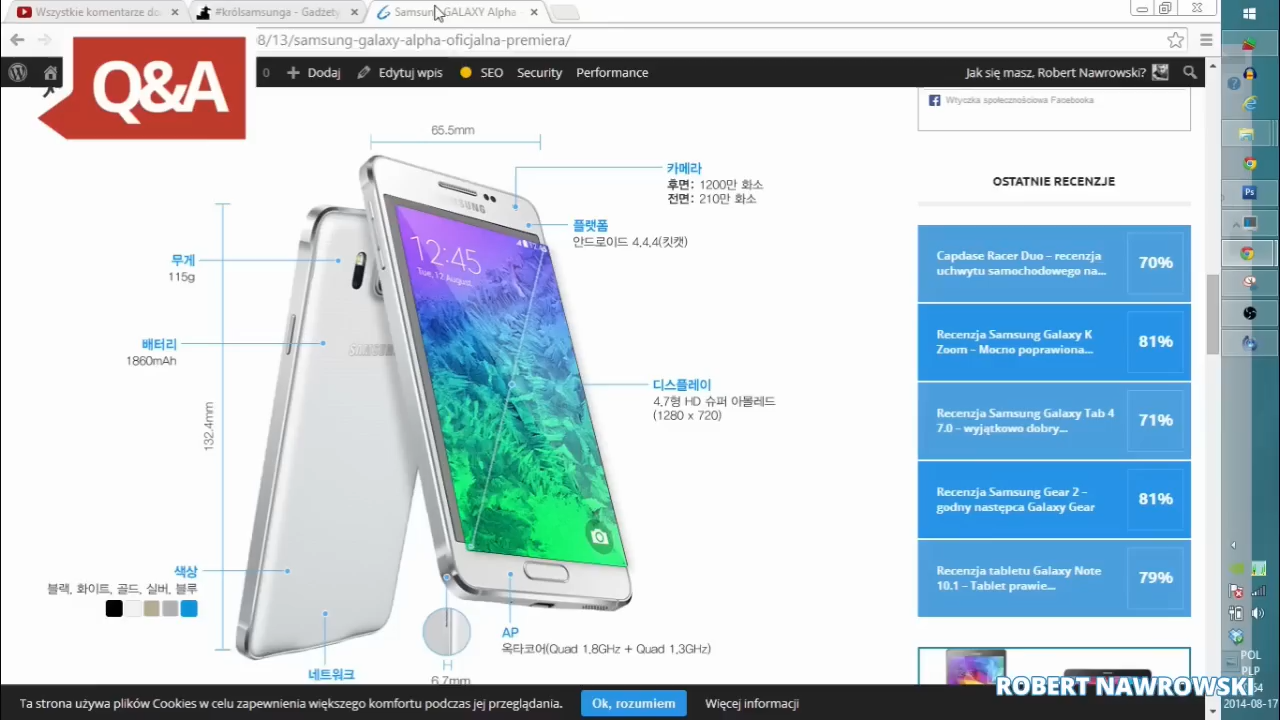 Wszystkie komentarze do
#królsamsunga - Gadżety
Samsung GALAXY Alpha
8/13/samsung-galaxy-alpha-oficjalna-premiera/
Q&A
0
Dodaj
Edytuj wpis
SEO
Security
Performance
Jak się masz, Robert Nawrowski?
Wtyczka społecznościowa Facebooka
65.5mm
카메라
후면: 1200만 화소
전면: 210만 화소
플랫폼
안드로이드 4.4.4(킷캣)
SAMSUNG
12:45
Tue, 12 August
무게
115g
배터리
1860mAh
SAMSUNG
132.4mm
디스플레이
4.7형 HD 슈퍼 아몰레드
(1280 x 720)
색상
블랙, 화이트, 골드, 실버, 블루
네트워크
6.7mm
AP
옥타코어(Quad 1.8GHz + Quad 1.3GHz)
OSTATNIE RECENZJE
Capdase Racer Duo – recenzja
uchwytu samochodowego na...
70%
Recenzja Samsung Galaxy K
Zoom – Mocno poprawiona...
81%
Recenzja Samsung Galaxy Tab 4
7.0 – wyjątkowo dobry...
71%
Recenzja Samsung Gear 2 –
godny następca Galaxy Gear
81%
Recenzja tabletu Galaxy Note
10.1 – Tablet prawie...
79%
Ta strona używa plików Cookies w celu zapewnienia większego komfortu podczas jej przeglądania.
Ok, rozumiem
Więcej informacji
Ps
POL
PLP
ROBERT NAWROWSKI
2014-08-17